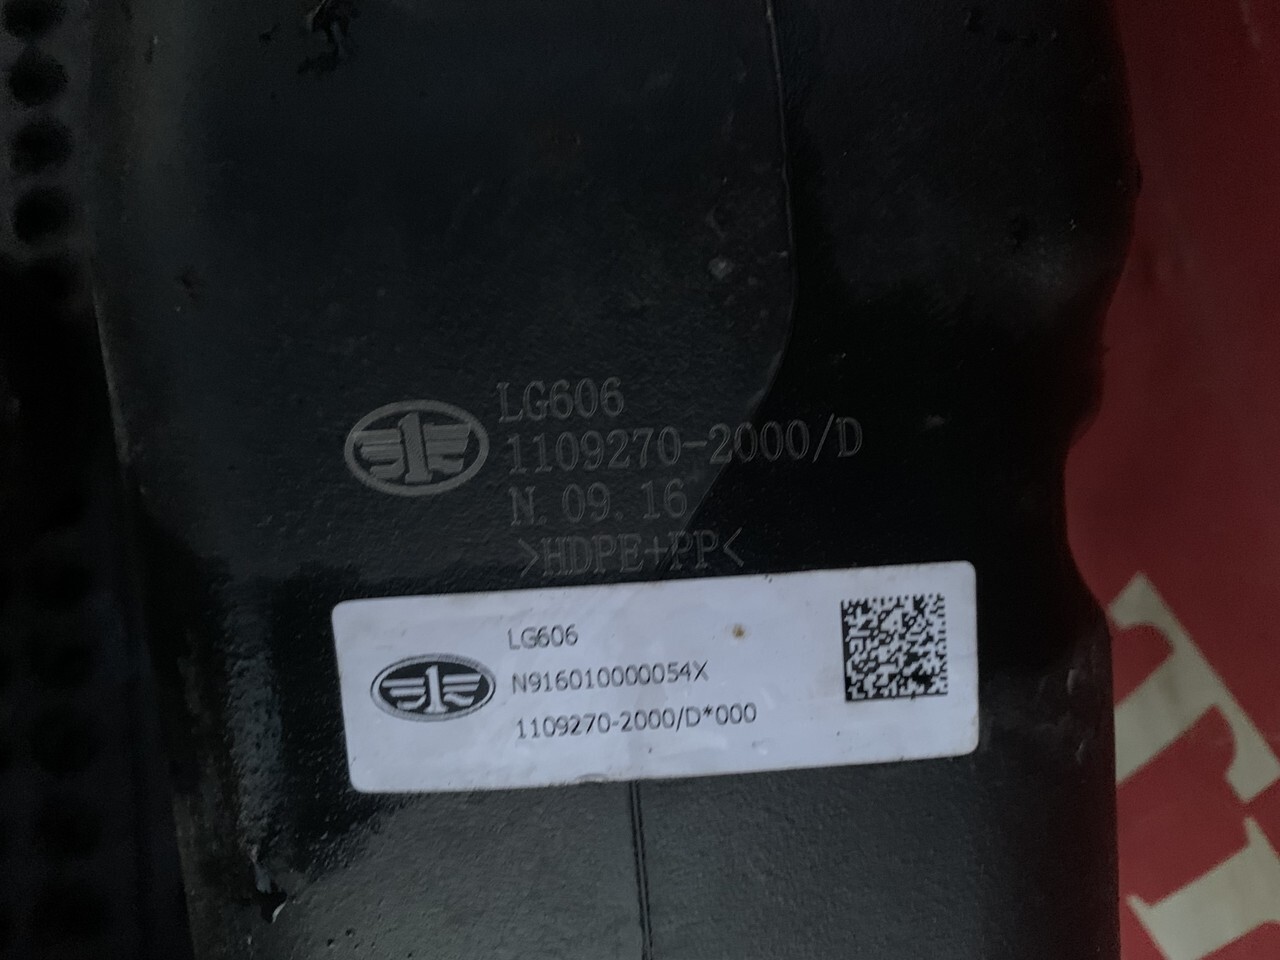 LG606
1109270-2000/D
N. 09. 16
>HDPE+PP<
LG606
N916010000054X
1109270-2000/D*000